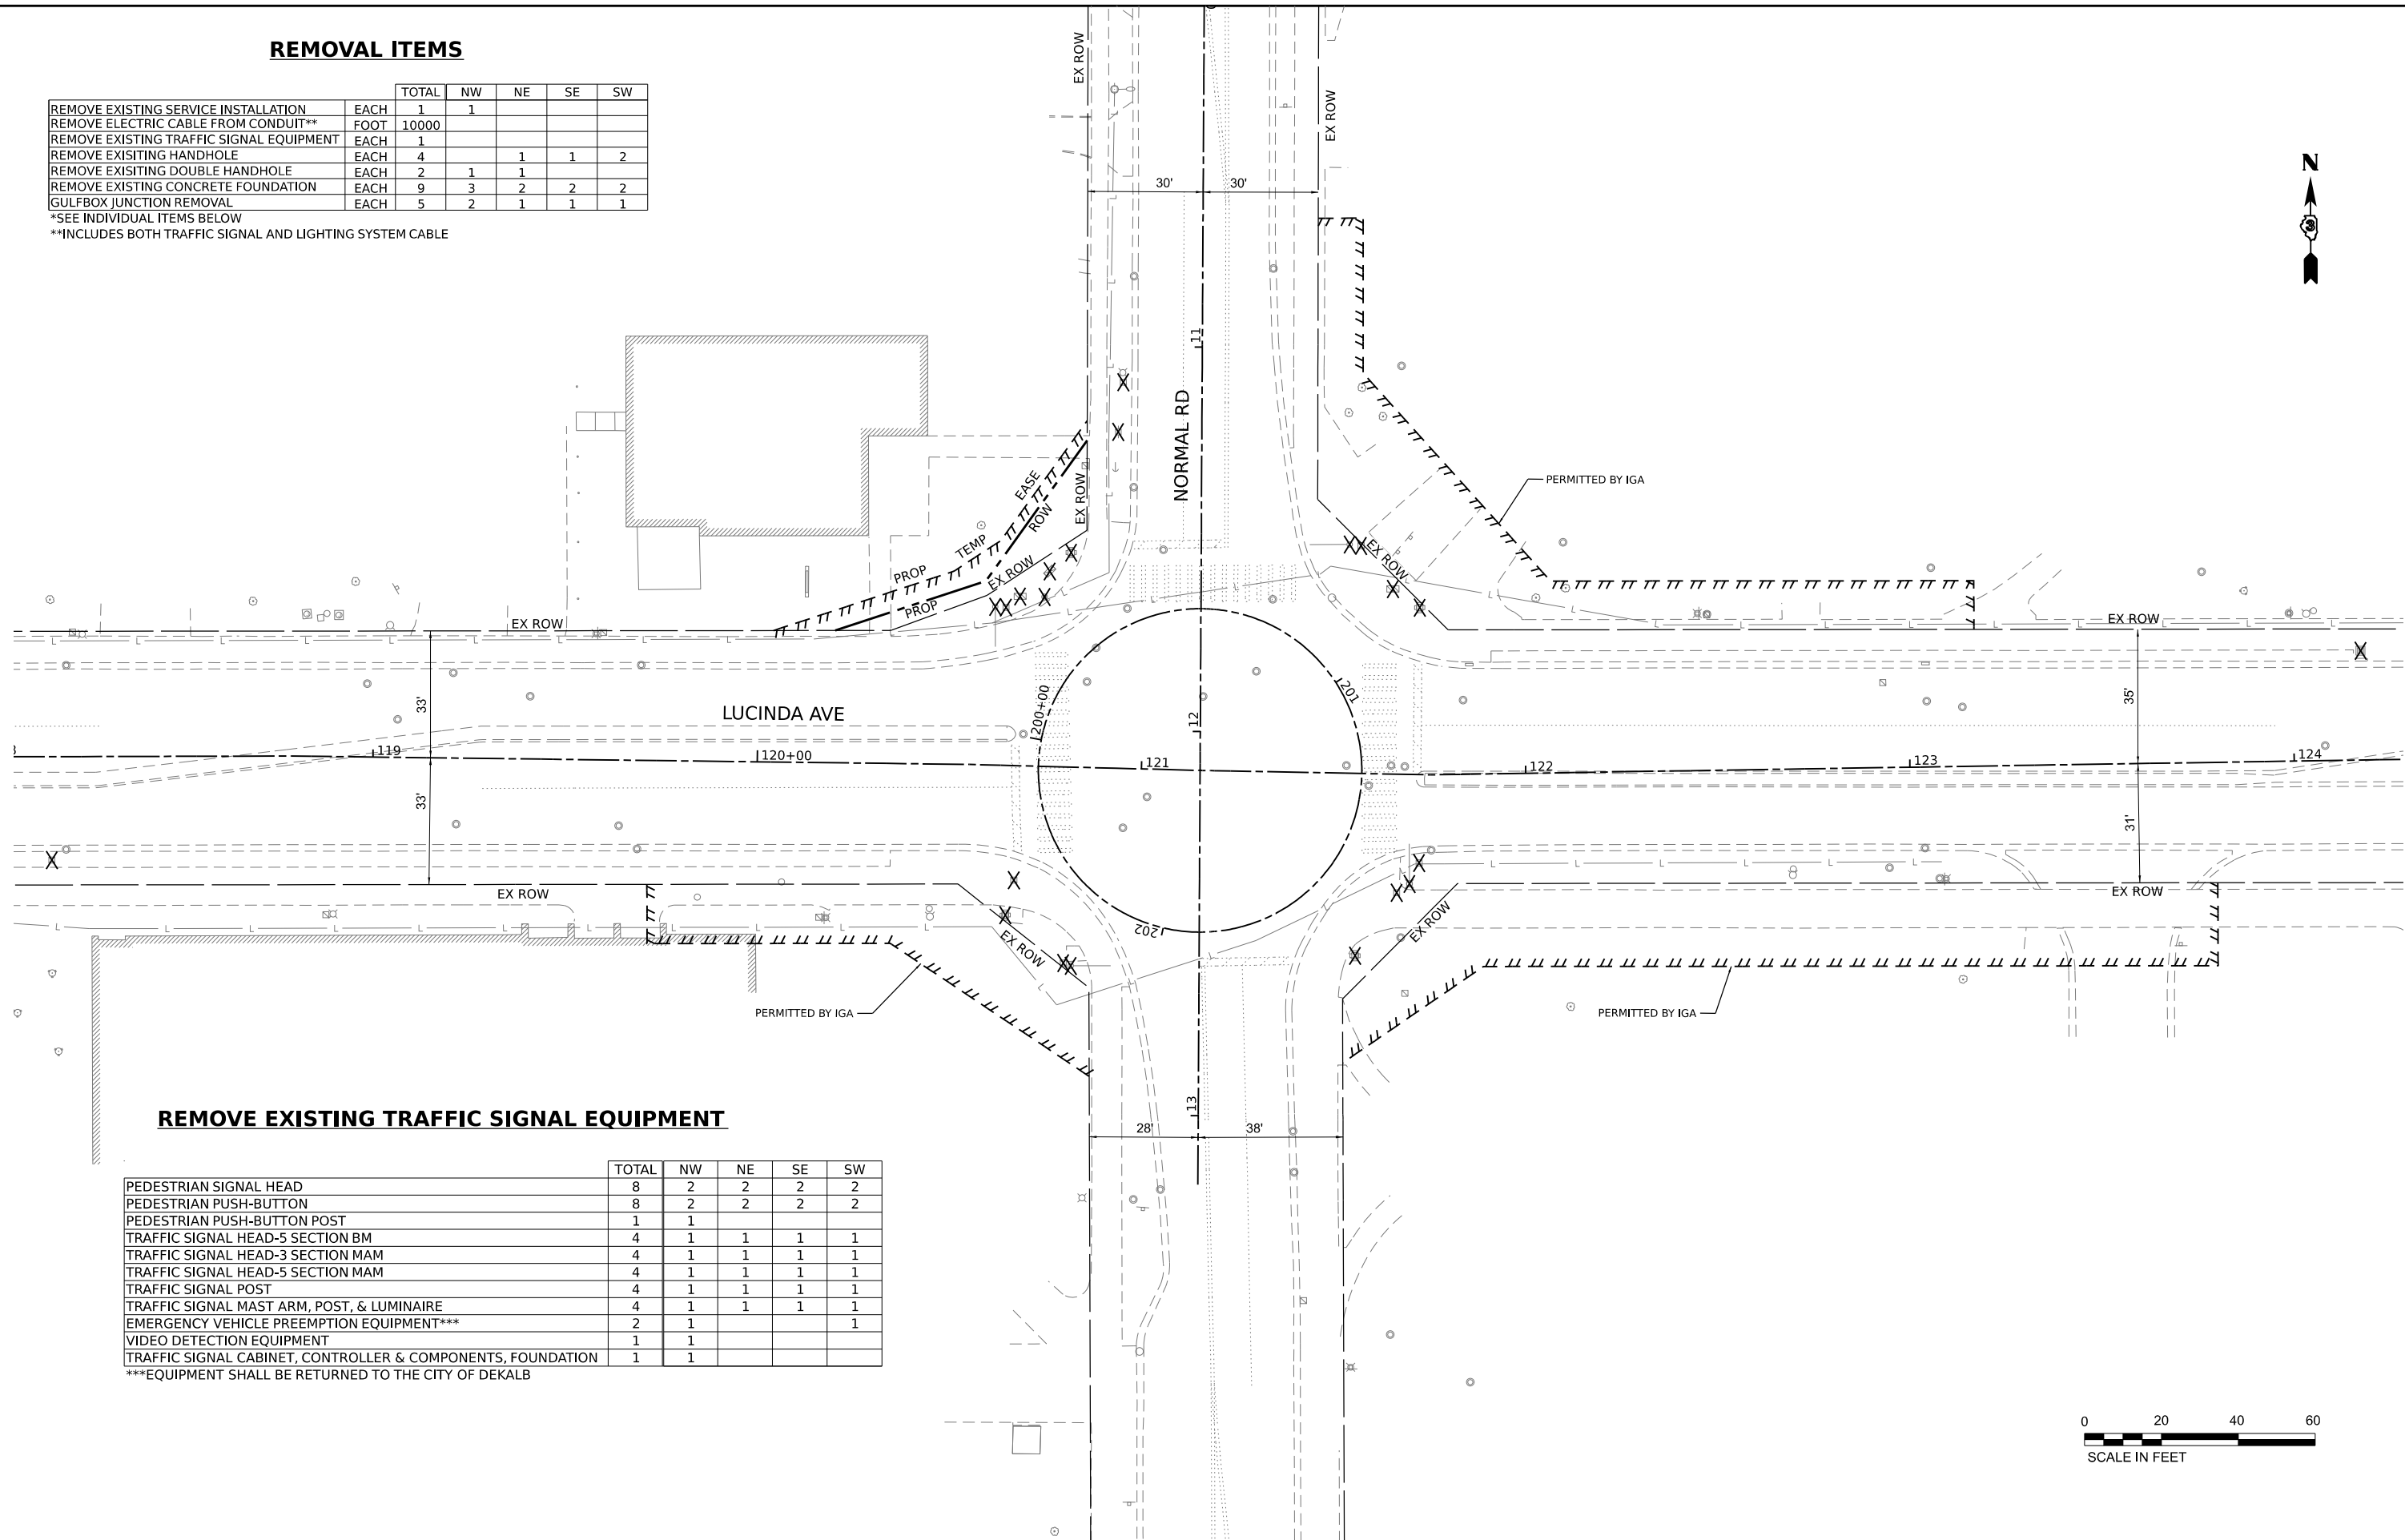 REMOVAL ITEMS
TOTAL NW NE SE SW
REMOVE EXISTING SERVICE INSTALLATION EACH 1 1
REMOVE ELECTRIC CABLE FROM CONDUIT** FOOT 10000
REMOVE EXISTING TRAFFIC SIGNAL EQUIPMENT EACH 1
REMOVE EXISITING HANDHOLE EACH 4 1 1 2
REMOVE EXISITING DOUBLE HANDHOLE EACH 2 1 1
REMOVE EXISTING CONCRETE FOUNDATION EACH 9 3 2 2 2
GULFBOX JUNCTION REMOVAL EACH 5 2 1 1 1
*SEE INDIVIDUAL ITEMS BELOW
**INCLUDES BOTH TRAFFIC SIGNAL AND LIGHTING SYSTEM CABLE
EX ROW
EX ROW
N
3
30' 30'
11
NORMAL RD
PERMITTED BY IGA
EASE
ROW
EX ROW
TEMP
PROP
EX ROW
PROP
EX ROW
EX ROW
EX ROW
33'
LUCINDA AVE
200+00
201
12
35'
119
120+00
121
122
123
124
33'
31'
EX ROW
EX ROW
EX ROW
EX ROW
202
PERMITTED BY IGA
PERMITTED BY IGA
13
28' 38'
REMOVE EXISTING TRAFFIC SIGNAL EQUIPMENT
TOTAL NW NE SE SW
PEDESTRIAN SIGNAL HEAD 8 2 2 2 2
PEDESTRIAN PUSH-BUTTON 8 2 2 2 2
PEDESTRIAN PUSH-BUTTON POST 1 1
TRAFFIC SIGNAL HEAD-5 SECTION BM 4 1 1 1 1
TRAFFIC SIGNAL HEAD-3 SECTION MAM 4 1 1 1 1
TRAFFIC SIGNAL HEAD-5 SECTION MAM 4 1 1 1 1
TRAFFIC SIGNAL POST 4 1 1 1 1
TRAFFIC SIGNAL MAST ARM, POST, & LUMINAIRE 4 1 1 1 1
EMERGENCY VEHICLE PREEMPTION EQUIPMENT*** 2 1 1
VIDEO DETECTION EQUIPMENT 1 1
TRAFFIC SIGNAL CABINET, CONTROLLER & COMPONENTS, FOUNDATION 1 1
***EQUIPMENT SHALL BE RETURNED TO THE CITY OF DEKALB
0 20 40 60
SCALE IN FEET